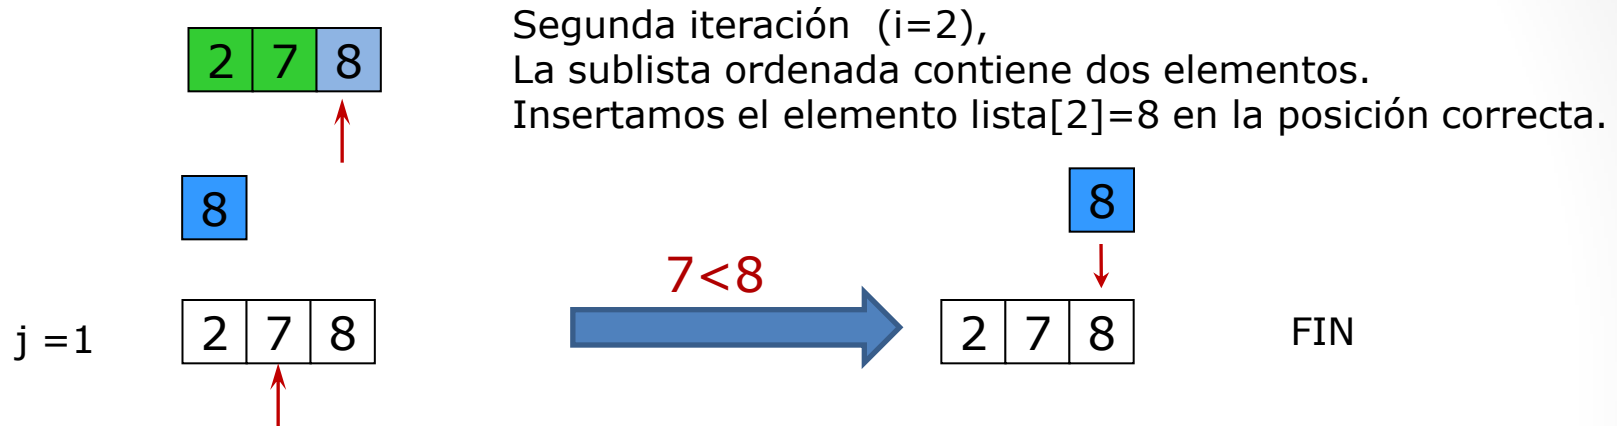 Segunda iteración  (i=2),
La sublista ordenada contiene dos elementos.
Insertamos el elemento lista[2]=8 en la posición correcta.
2 7 8
8
8
7<8
j =1
2 7 8
2 7 8
FIN